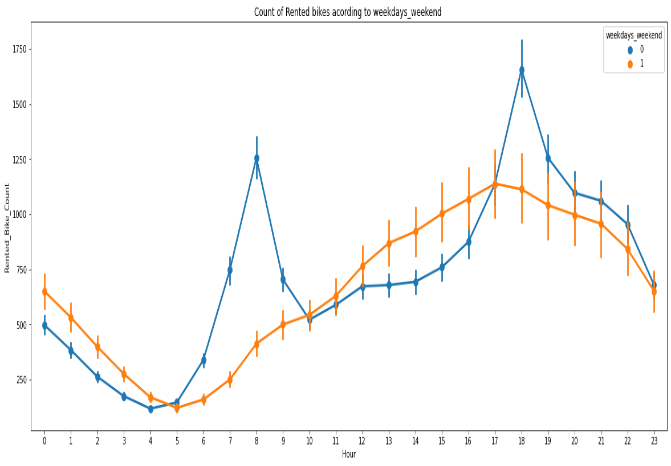 Count of Rented bikes acording to weekdays_weekend
weekdays_weekend
0
1
Rented_Bike_Count
1750
1500
1250
1000
750
500
250
0 1 2 3 4 5 6 7 8 9 10 11 12 13 14 15 16 17 18 19 20 21 22 23
Hour